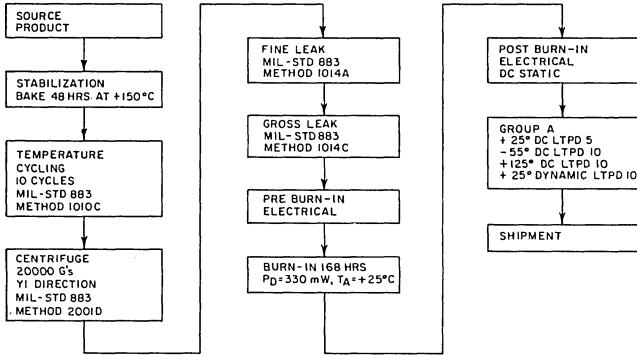 SOURCE
PRODUCT
STABILIZATION
BAKE 48 HRS. AT +150°C
TEMPERATURE
CYCLING
10 CYCLES
MIL-STD 883
METHOD 1010C
CENTRIFUGE
20000 G's
Y1 DIRECTION
MIL-STD 883
METHOD 2001D
FINE LEAK
MIL-STD 883
METHOD 1014A
GROSS LEAK
MIL-STD 883
METHOD 1014C
PRE BURN-IN
ELECTRICAL
BURN-IN 168 HRS
PD=330 mW, TA=+25°C
POST BURN-IN
ELECTRICAL
DC STATIC
GROUP A
+ 25° DC LTPD 5
- 55° DC LTPD 10
+125° DC LTPD 10
+ 25° DYNAMIC LTPD 10
SHIPMENT